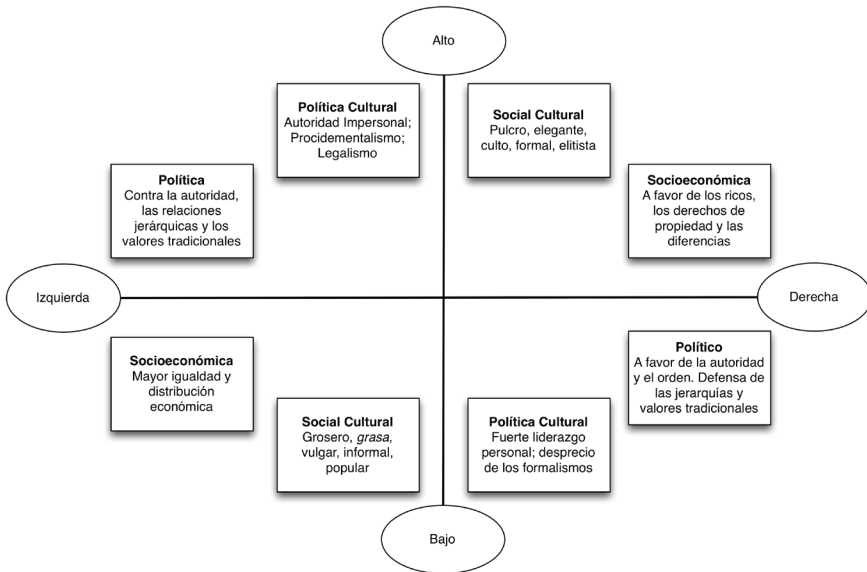 Alto
Política Cultural
Autoridad Impersonal;
Procidementalismo;
Legalismo
Social Cultural
Pulcro, elegante,
culto, formal, elitista
Política
Contra la autoridad,
las relaciones
jerárquicas y los
valores tradicionales
Socioeconómica
A favor de los ricos,
los derechos de
propiedad y las
diferencias
Izquierda
Derecha
Socioeconómica
Mayor igualdad y
distribución
económica
Político
A favor de la autoridad
y el orden. Defensa de
las jerarquías y
valores tradicionales
Social Cultural
Grosero, grasa,
vulgar, informal,
popular
Política Cultural
Fuerte liderazgo
personal; desprecio
de los formalismos
Bajo